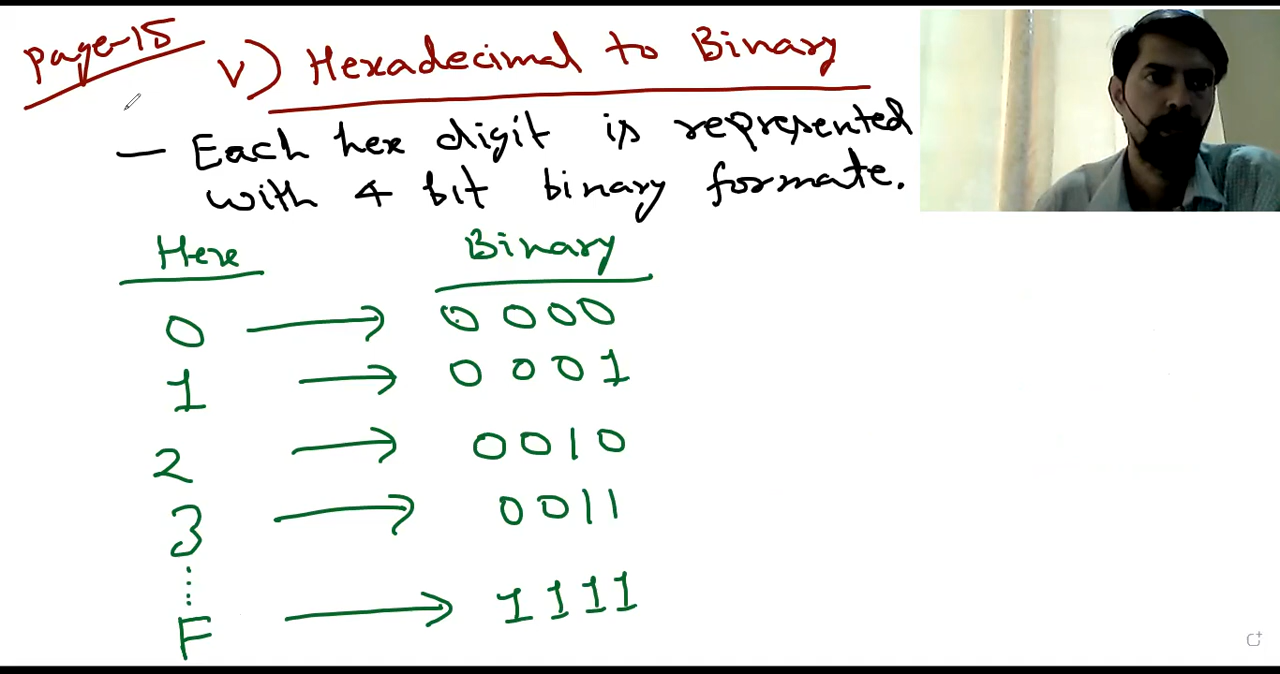 Page-15
v) Hexadecimal to Binary
— Each hex digit is represented
with 4 bit binary formate.
Hexe Binary
0 → 0000
1 → 0001
2 → 0010
3 → 0011
⋮
F → 1111